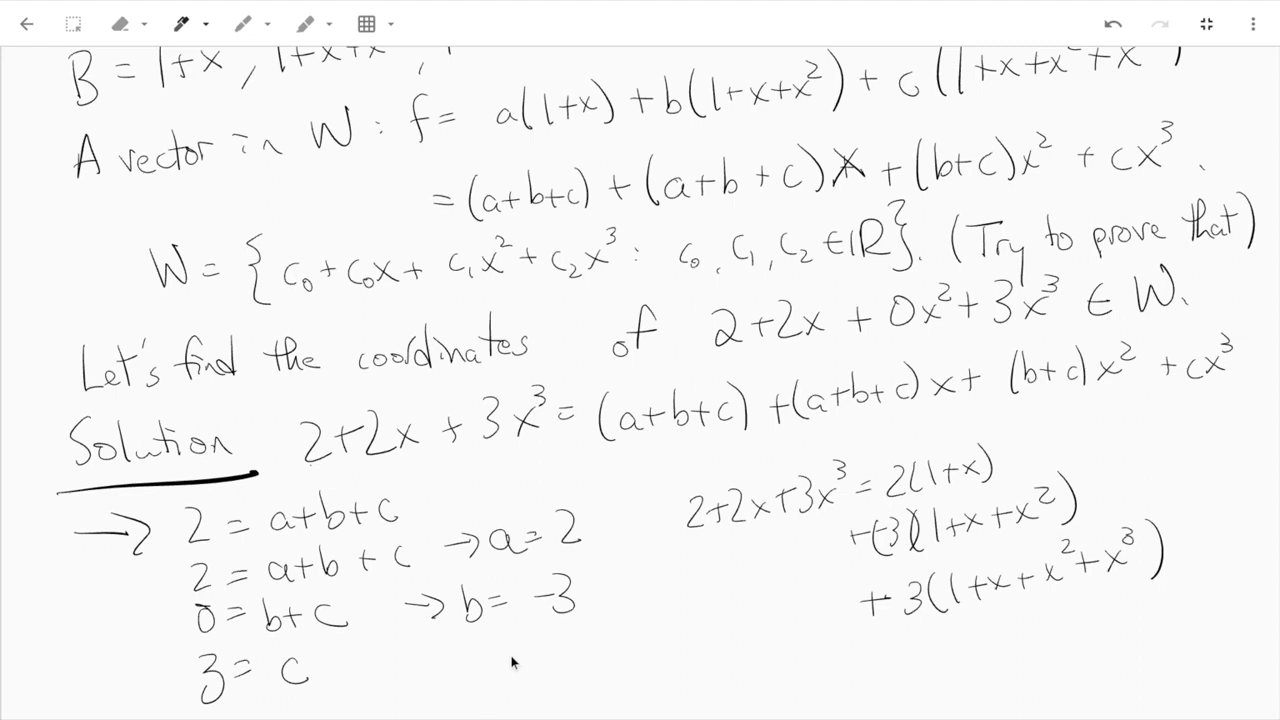 B = 1+x , 1+x+x
A vector in W : f = a(1+x) + b(1+x+x²) + c(1+x+x²+x
= (a+b+c) + (a+b+c)x + (b+c)x² + cx³.
W = { c₀ + c₀x + c₁x² + c₂x³ : c₀, c₁, c₂ ∈ ℝ}. (Try to prove that)
Let's find the coordinates of 2+2x + 0x² + 3x³ ∈ W.
Solution 2+2x + 3x³ = (a+b+c) + (a+b+c)x + (b+c)x² + cx³
→ 2 = a+b+c
2 = a+b+c → a = 2
0 = b+c → b = -3
3 = c
2+2x+3x³ = 2(1+x)
+(-3)(1+x+x²)
+ 3(1+x+x²+x³)